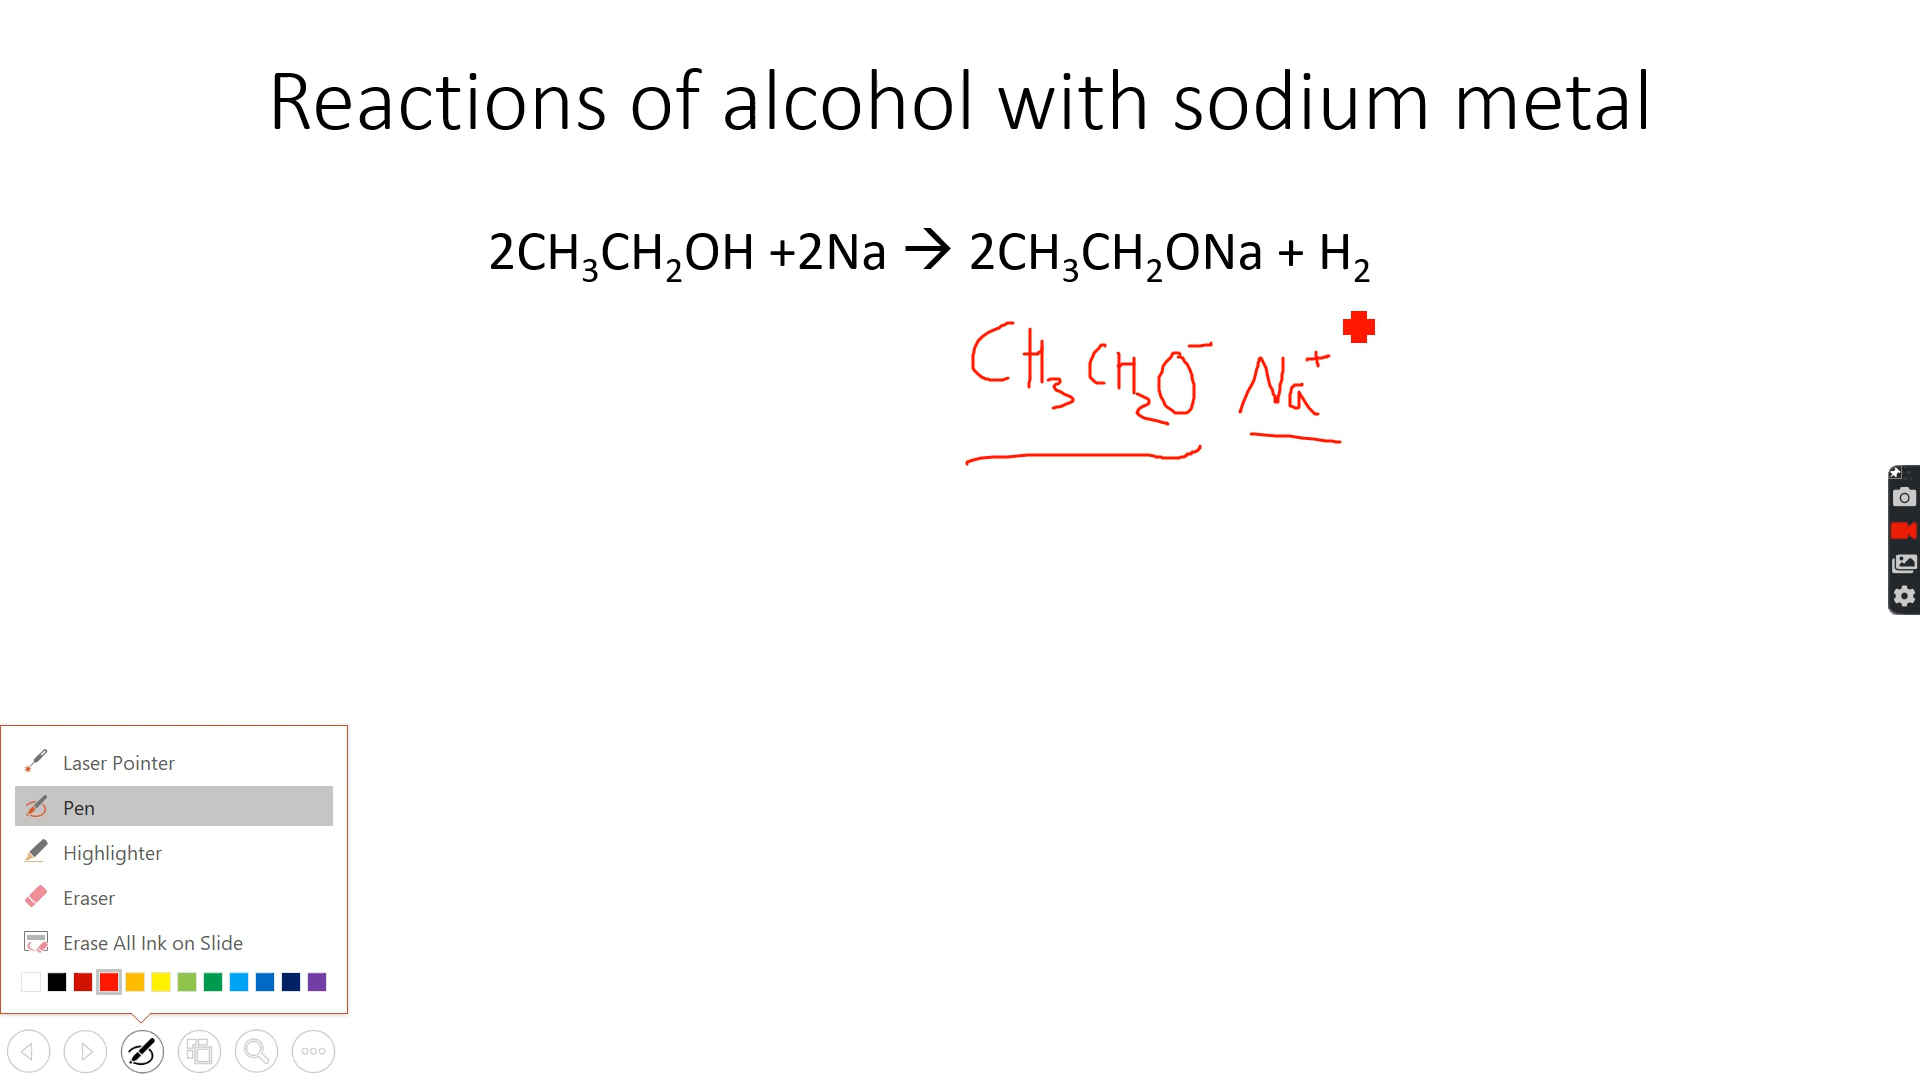 Reactions of alcohol with sodium metal
2CH₃CH₂OH +2Na → 2CH₃CH₂ONa + H₂
CH₃CH₂O⁻ Na⁺
Laser Pointer
Pen
Highlighter
Eraser
Erase All Ink on Slide